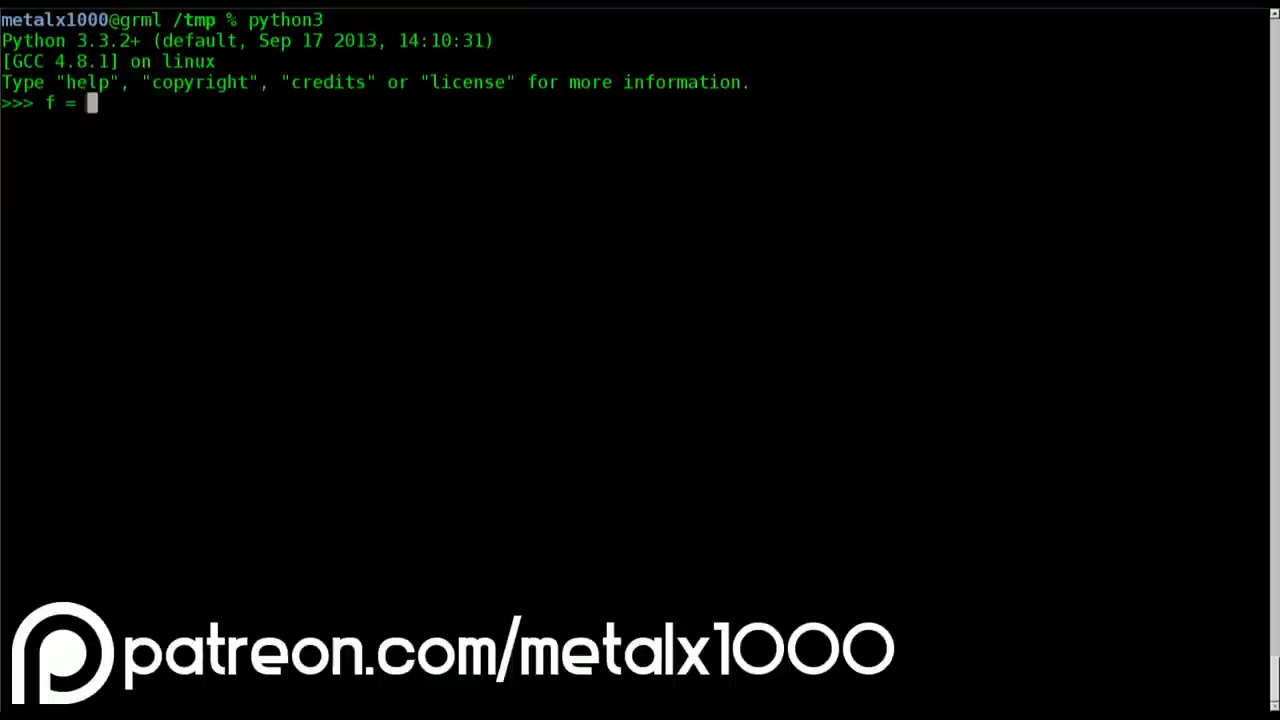 metalx1000@grml /tmp % python3
Python 3.3.2+ (default, Sep 17 2013, 14:10:31)
[GCC 4.8.1] on linux
Type "help", "copyright", "credits" or "license" for more information.
>>> f =
patreon.com/metalx1000